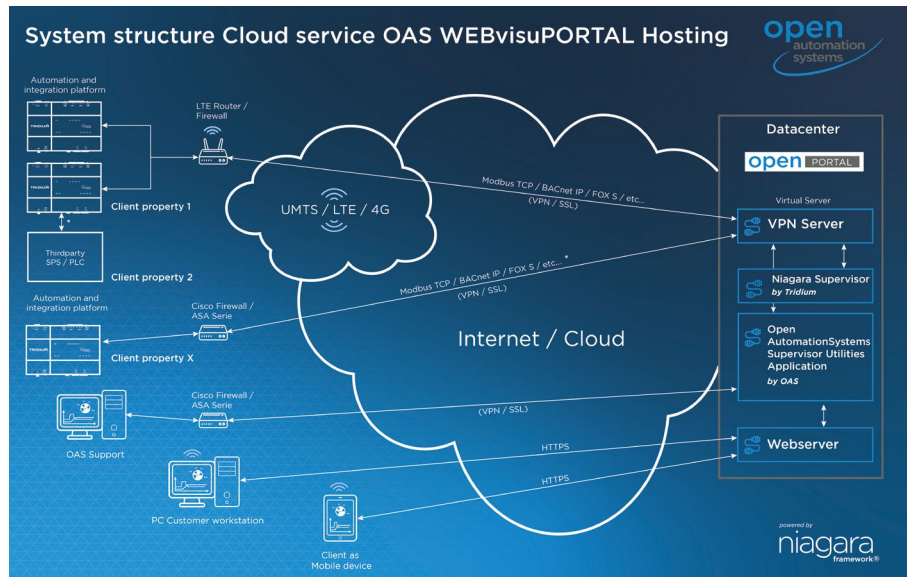 System structure Cloud service OAS WEBvisuPORTAL Hosting
open
automation
systems
Automation and
integration platform
TRIDIUM
TRIDIUM
Client property 1
+
Thirdparty
SPS / PLC
Client property 2
LTE Router /
Firewall
UMTS / LTE / 4G
Modbus TCP / BACnet IP / FOX S / etc...
(VPN / SSL)
Automation and
integration platform
TRIDIUM
Client property X
Cisco Firewall /
ASA Serie
Modbus TCP / BACnet IP / FOX S / etc... *
(VPN / SSL)
Internet / Cloud
OAS Support
Cisco Firewall /
ASA Serie
(VPN / SSL)
PC Customer workstation
HTTPS
Client as
Mobile device
HTTPS
Datacenter
open PORTAL
Virtual Server
VPN Server
Niagara Supervisor
by Tridium
Open
AutomationSystems
Supervisor Utilities
Application
by OAS
Webserver
powered by
niagara
framework®